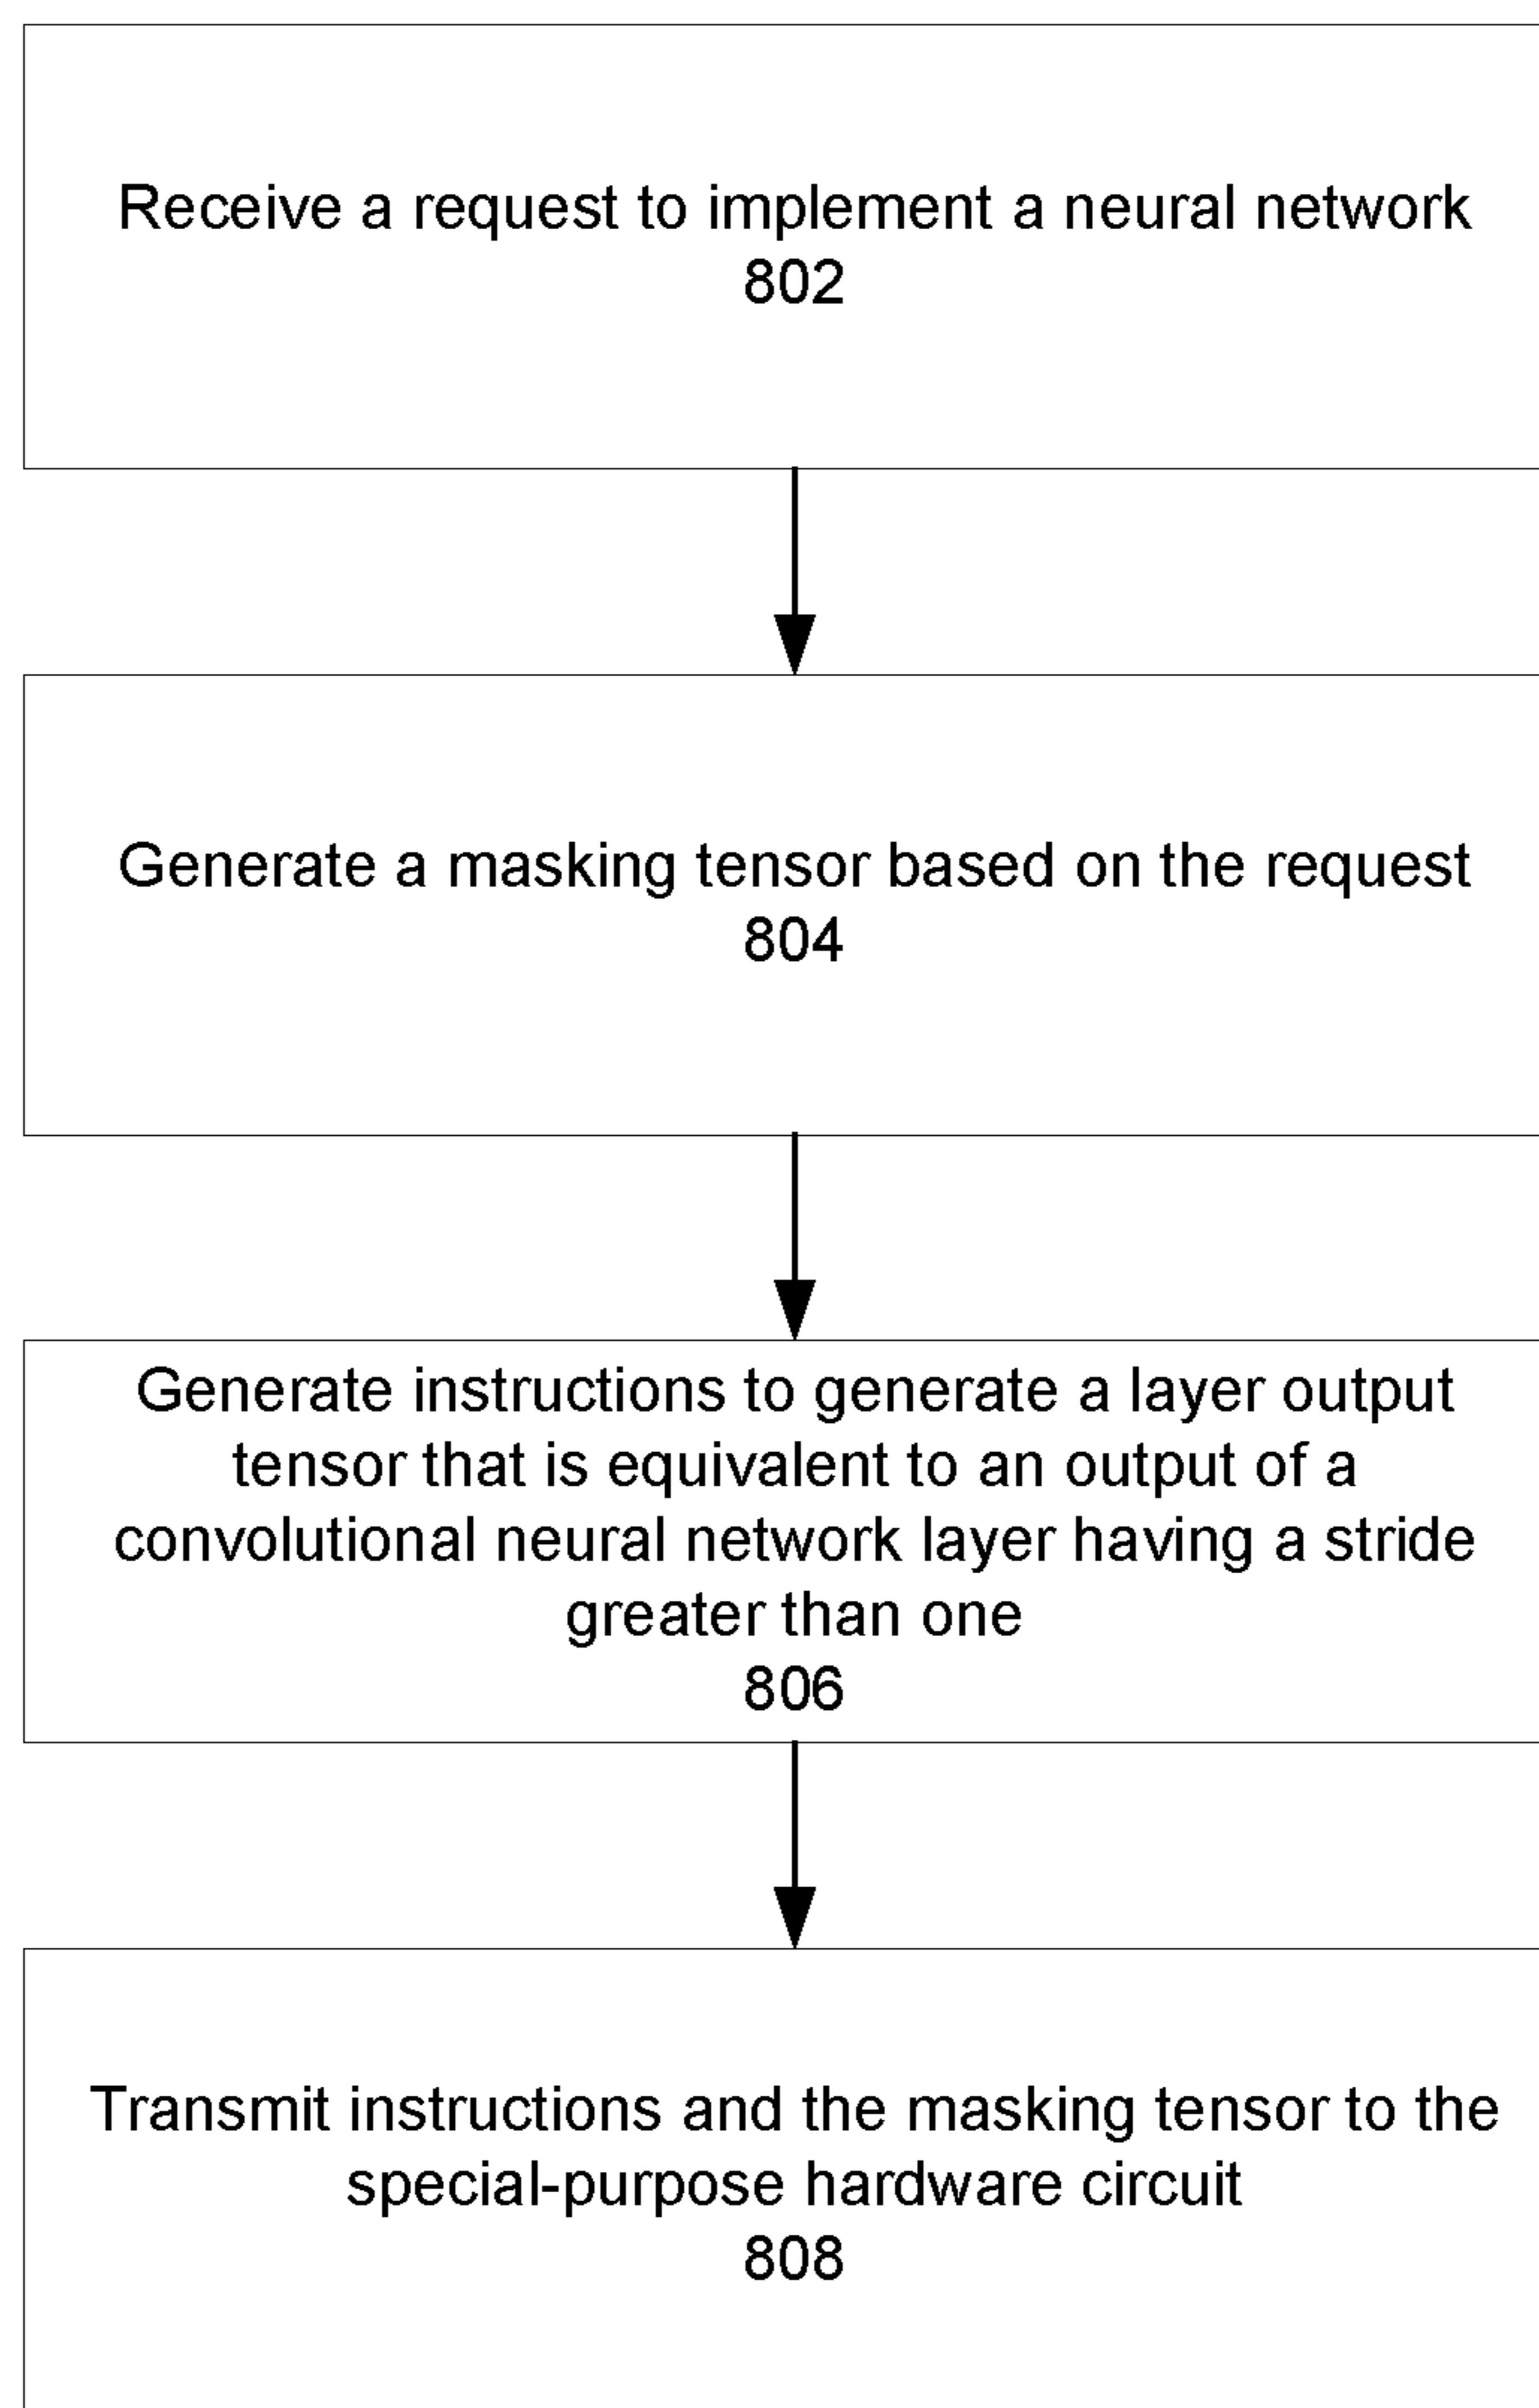 Receive a request to implement a neural network
802
Generate a masking tensor based on the request
804
Generate instructions to generate a layer output
tensor that is equivalent to an output of a
convolutional neural network layer having a stride
greater than one
806
Transmit instructions and the masking tensor to the
special-purpose hardware circuit
808